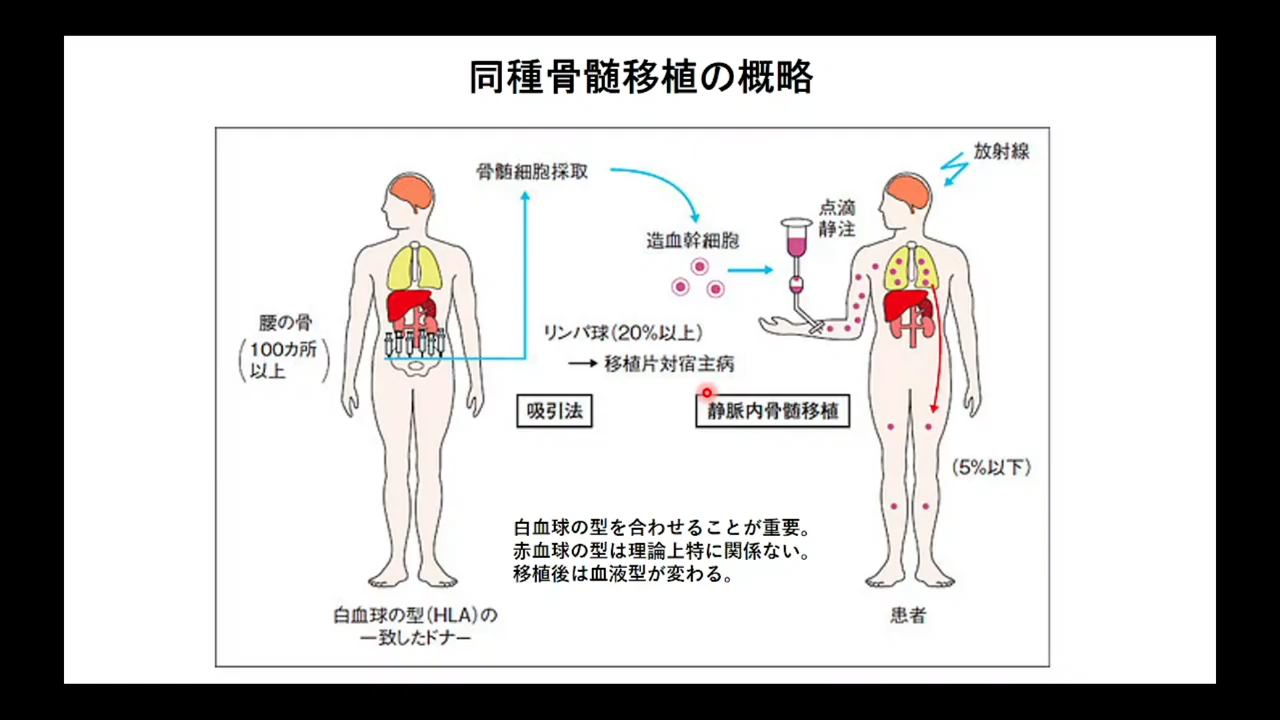 同種骨髄移植の概略
放射線
骨髄細胞採取
点滴
静注
造血幹細胞
腰の骨
(100カ所
以上)
リンパ球(20%以上)
→ 移植片対宿主病
吸引法
静脈内骨髄移植
(5%以下)
白血球の型を合わせることが重要。
赤血球の型は理論上特に関係ない。
移植後は血液型が変わる。
白血球の型(HLA)の
一致したドナー
患者